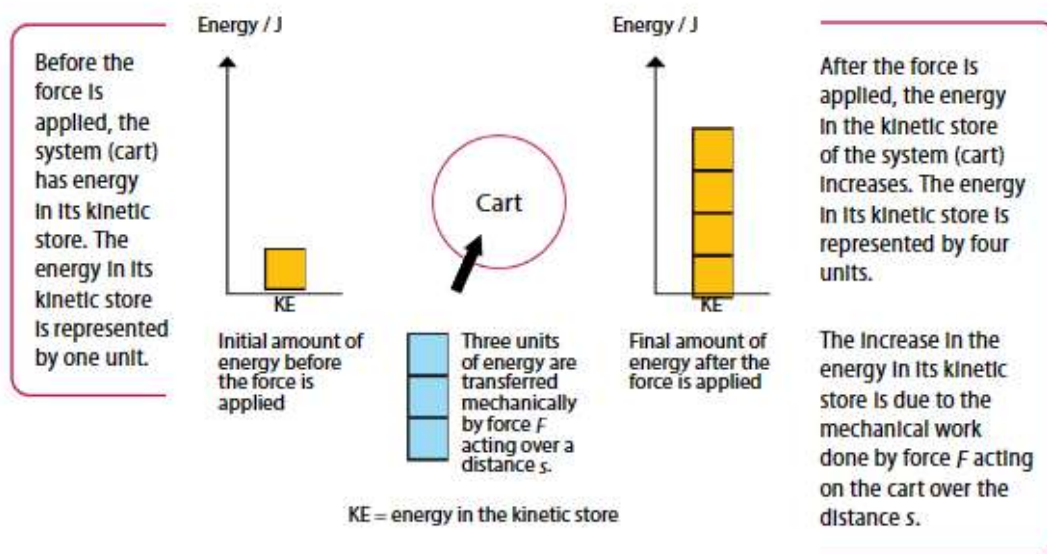 Energy / J
Energy / J
Before the
force is
applied, the
system (cart)
has energy
in its kinetic
store. The
energy in its
kinetic store
is represented
by one unit.
KE
Initial amount of
energy before
the force is
applied
Cart
Three units
of energy are
transferred
mechanically
by force F
acting over a
distance s.
KE
Final amount of
energy after the
force is applied
KE = energy in the kinetic store
After the force is
applied, the energy
in the kinetic store
of the system (cart)
increases. The energy
in its kinetic store is
represented by four
units.
The increase in the
energy in its kinetic
store is due to the
mechanical work
done by force F acting
on the cart over the
distance s.